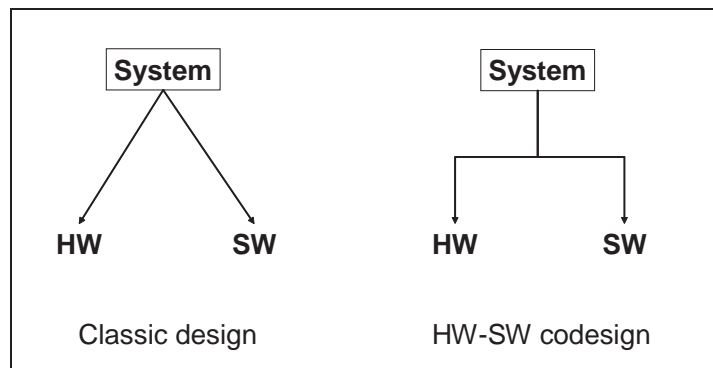 System
HW
SW
Classic design
System
HW
SW
HW-SW codesign